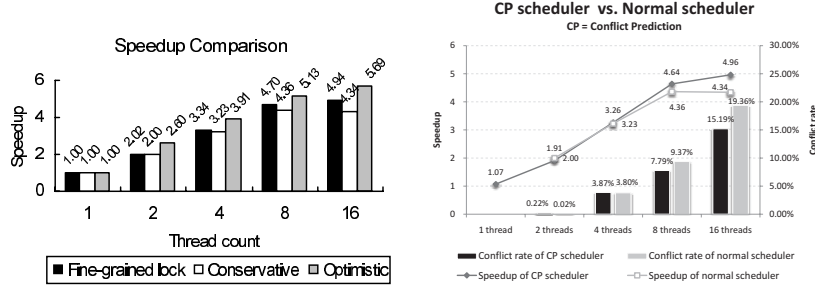 Speedup Comparison
Speedup
6
4
2
0
1.00 1.00 1.00
2.02 2.00 2.60
3.34 3.23 3.91
4.70 4.36 5.13
4.94 4.34 5.69
1 2 4 8 16
Thread count
Fine-grained lock Conservative Optimistic
CP scheduler vs. Normal scheduler
CP = Conflict Prediction
Speedup
6
5
4
3
2
1
0
30.00%
25.00%
20.00%
15.00%
10.00%
5.00%
0.00%
Conflict rate
1.07
1.91
2.00
3.26
3.23
4.64
4.36
4.96
4.34
0.22% 0.02%
3.87% 3.80%
7.79% 9.37%
15.19% 19.36%
1 thread 2 threads 4 threads 8 threads 16 threads
Conflict rate of CP scheduler Conflict rate of normal scheduler
Speedup of CP scheduler Speedup of normal scheduler